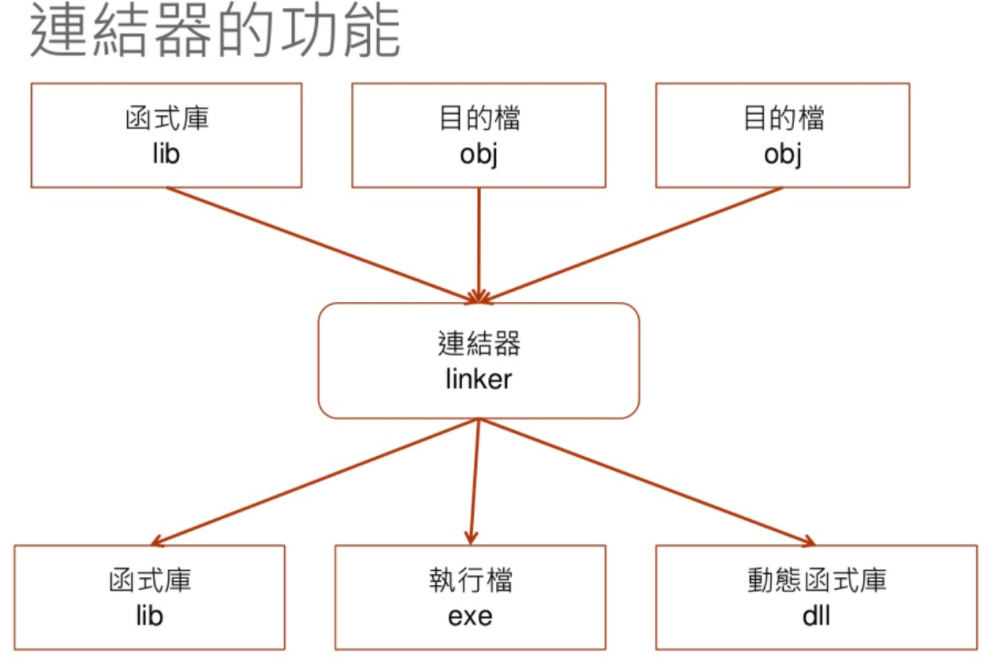 連結器的功能
函式庫
lib
目的檔
obj
目的檔
obj
連結器
linker
函式庫
lib
執行檔
exe
動態函式庫
dll